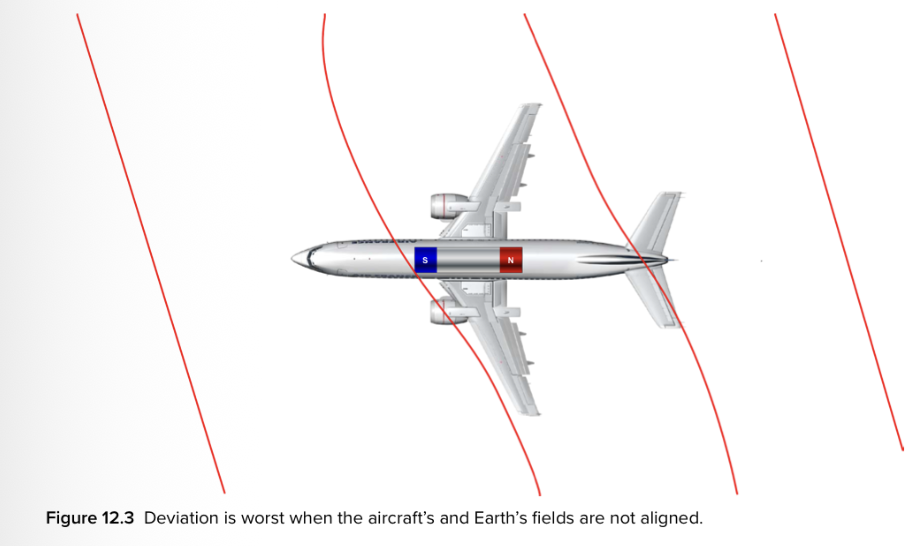 S
N
Figure 12.3 Deviation is worst when the aircraft's and Earth's fields are not aligned.